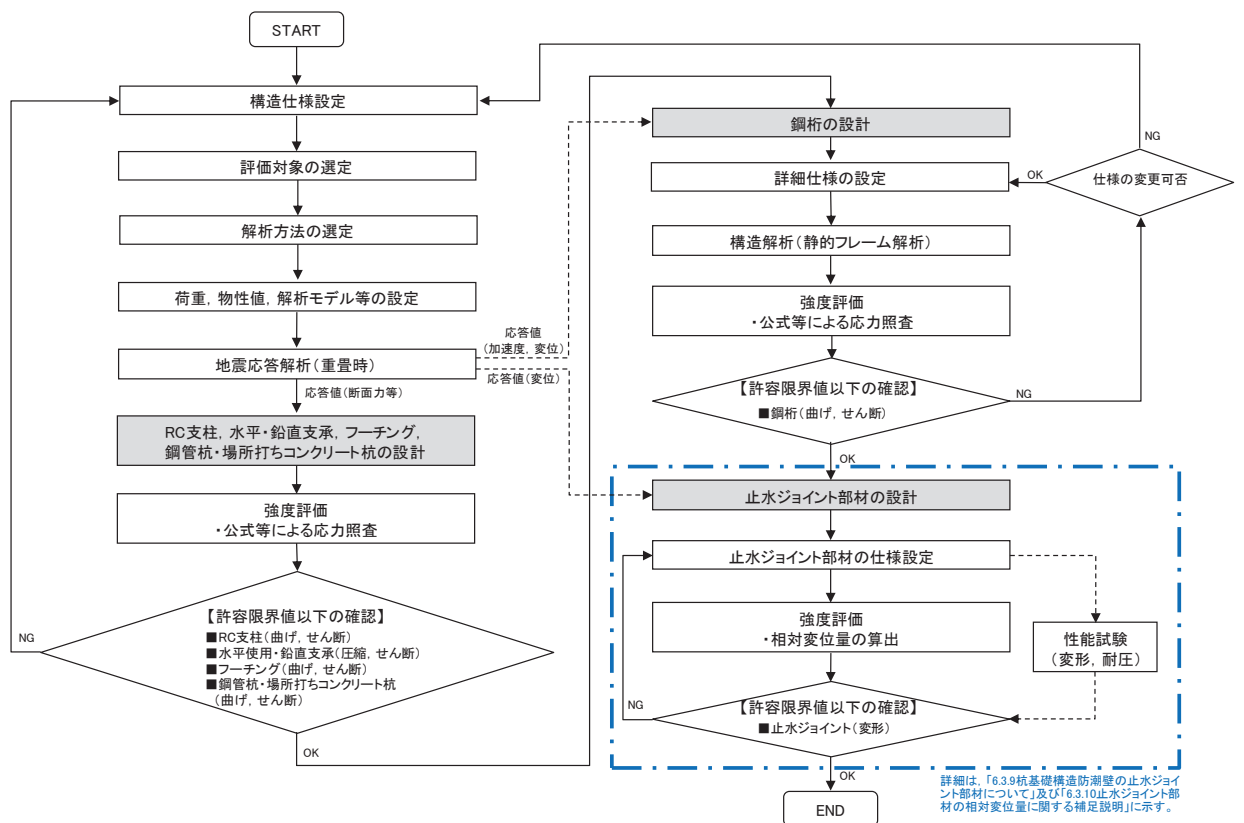 START
構造仕様設定
評価対象の選定
解析方法の選定
荷重，物性値，解析モデル等の設定
地震応答解析(重畳時)
応答値
(加速度，変位)
応答値(変位)
応答値(断面力等)
RC支柱，水平・鉛直支承，フーチング，
鋼管杭・場所打ちコンクリート杭の設計
強度評価
・公式等による応力照査
【許容限界値以下の確認】
■RC支柱(曲げ，せん断)
■水平使用・鉛直支承(圧縮，せん断)
■フーチング(曲げ，せん断)
■鋼管杭・場所打ちコンクリート杭
(曲げ，せん断)
NG
OK
鋼桁の設計
詳細仕様の設定
OK
仕様の変更可否
NG
構造解析(静的フレーム解析)
強度評価
・公式等による応力照査
【許容限界値以下の確認】
■鋼桁(曲げ，せん断)
NG
OK
止水ジョイント部材の設計
止水ジョイント部材の仕様設定
強度評価
・相対変位量の算出
性能試験
(変形，耐圧)
【許容限界値以下の確認】
■止水ジョイント(変形)
NG
OK
END
詳細は，「6.3.9杭基礎構造防潮壁の止水ジョイ
ント部材について」及び「6.3.10止水ジョイント部
材の相対変位量に関する補足説明」に示す。